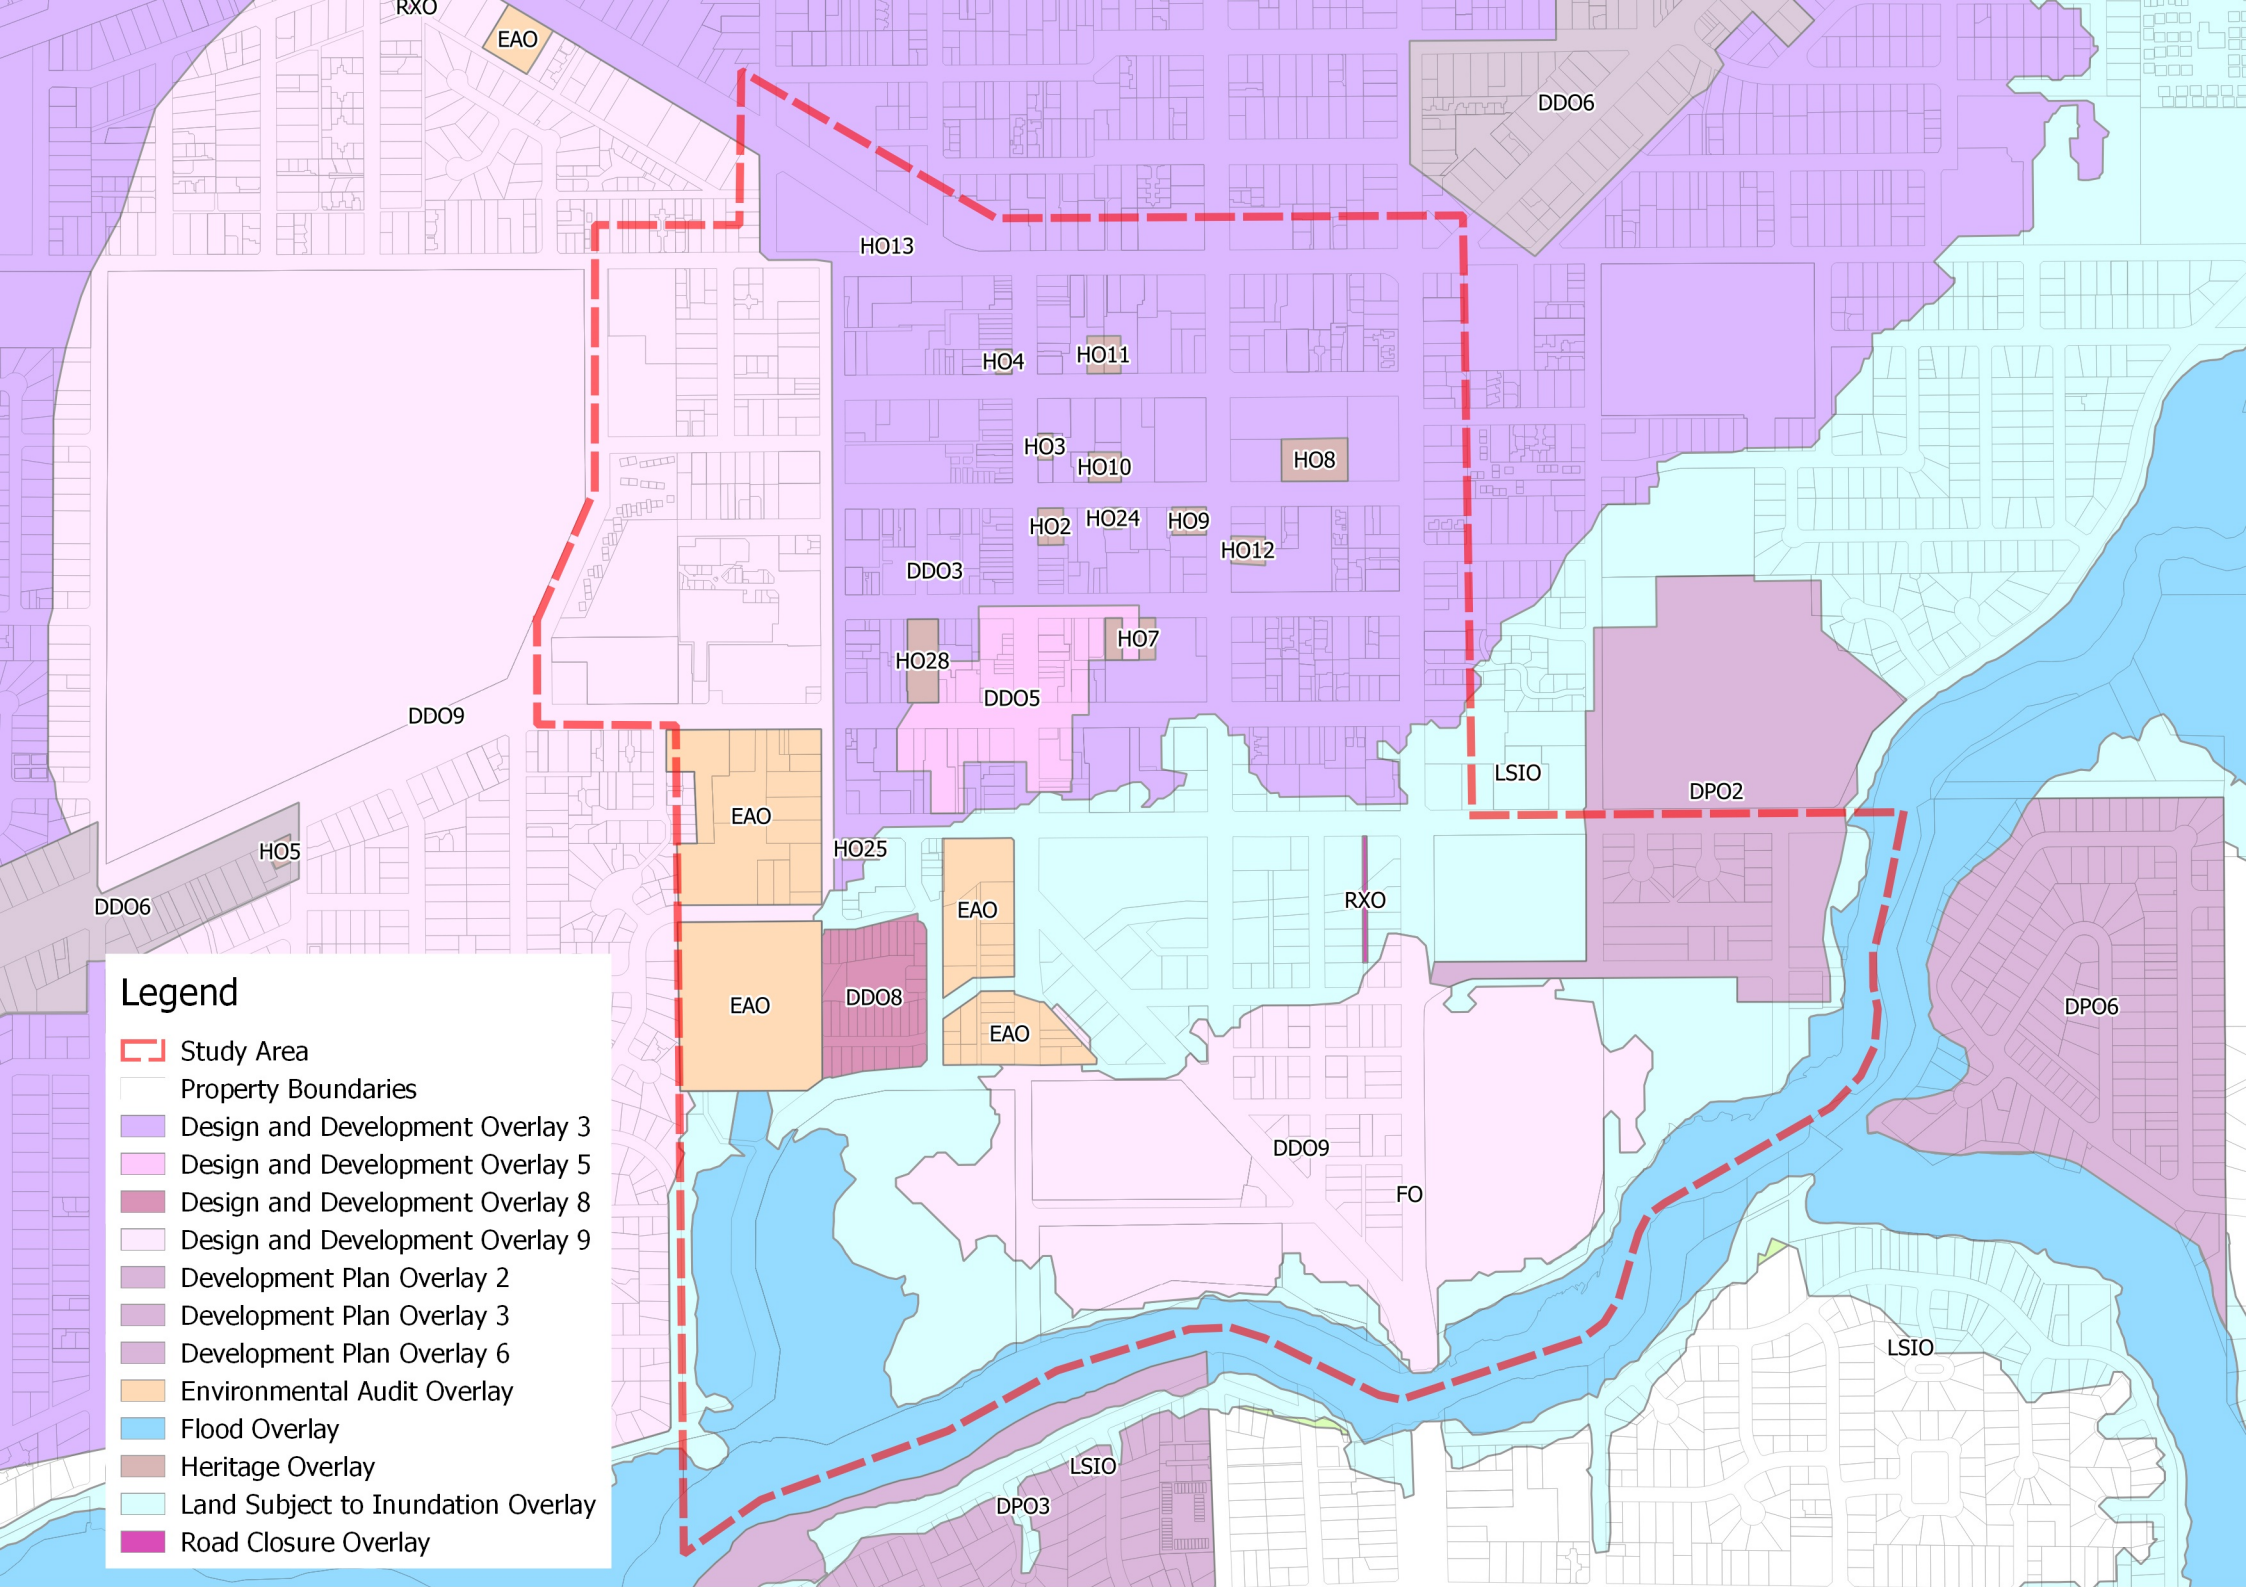 RXO
EAO
DDO6
HO13
HO4
HO11
HO3
HO10
HO8
HO2
HO24
HO9
HO12
DDO3
HO7
HO28
DDO5
DDO9
LSIO
DPO2
EAO
HO5
HO25
DDO6
RXO
EAO
EAO
DDO8
EAO
DPO6
DDO9
FO
LSIO
LSIO
DPO3
Legend
Study Area
Property Boundaries
Design and Development Overlay 3
Design and Development Overlay 5
Design and Development Overlay 8
Design and Development Overlay 9
Development Plan Overlay 2
Development Plan Overlay 3
Development Plan Overlay 6
Environmental Audit Overlay
Flood Overlay
Heritage Overlay
Land Subject to Inundation Overlay
Road Closure Overlay